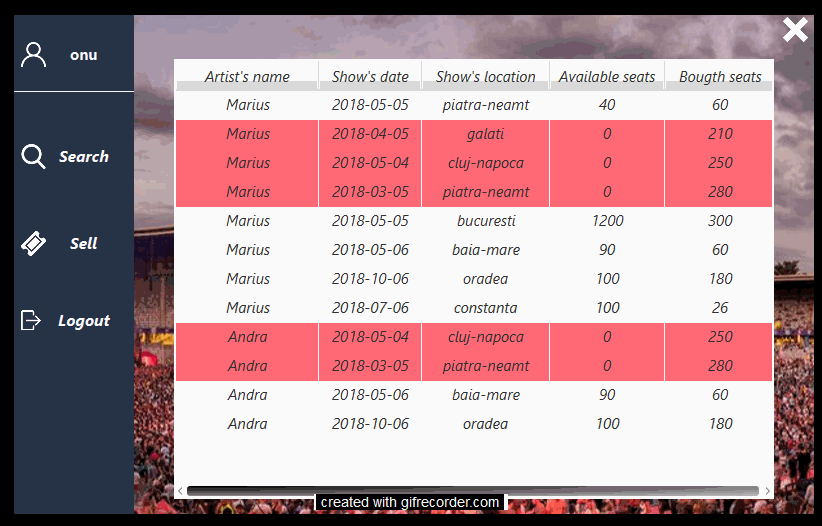 onu
Search
Sell
Logout
Artist's name Show's date Show's location Available seats Bougth seats
Marius 2018-05-05 piatra-neamt 40 60
Marius 2018-04-05 galati 0 210
Marius 2018-05-04 cluj-napoca 0 250
Marius 2018-03-05 piatra-neamt 0 280
Marius 2018-05-05 bucuresti 1200 300
Marius 2018-05-06 baia-mare 90 60
Marius 2018-10-06 oradea 100 180
Marius 2018-07-06 constanta 100 26
Andra 2018-05-04 cluj-napoca 0 250
Andra 2018-03-05 piatra-neamt 0 280
Andra 2018-05-06 baia-mare 90 60
Andra 2018-10-06 oradea 100 180
created with gifrecorder.com